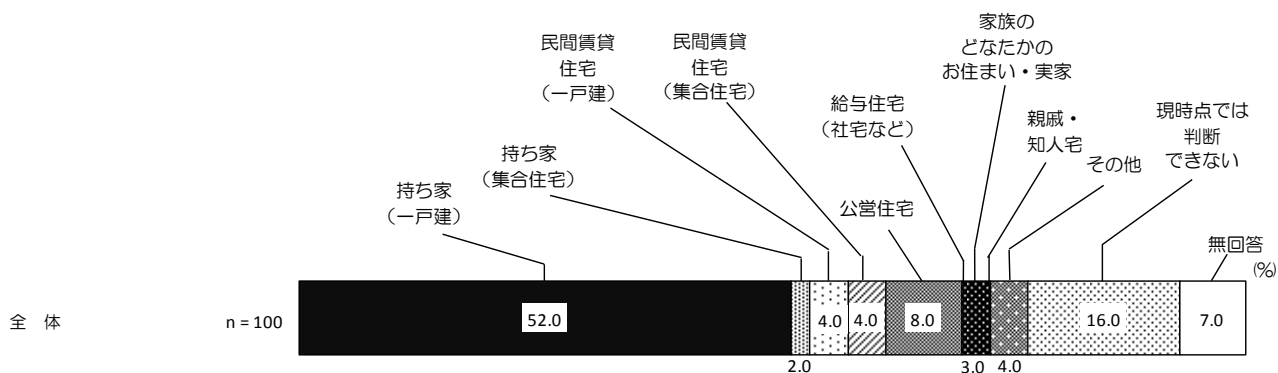 家族の
どなたかの
お住まい・実家
民間賃貸
住宅
（一戸建）
民間賃貸
住宅
（集合住宅）
給与住宅
（社宅など）
親戚・
知人宅
現時点では
判断
できない
持ち家
（集合住宅）
その他
持ち家
（一戸建）
公営住宅
無回答
(%)
全 体
n = 100
52.0
4.0
4.0
8.0
16.0
7.0
2.0
3.0
4.0